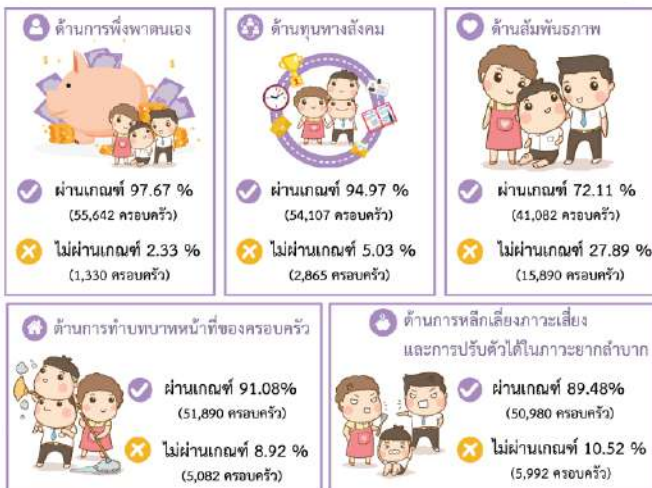 ด้านการพึ่งพาตนเอง
ผ่านเกณฑ์ 97.67 %
(55,642 ครอบครัว)
ไม่ผ่านเกณฑ์ 2.33 %
(1,330 ครอบครัว)
ด้านทุนทางสังคม
ผ่านเกณฑ์ 94.97 %
(54,107 ครอบครัว)
ไม่ผ่านเกณฑ์ 5.03 %
(2,865 ครอบครัว)
ด้านสัมพันธภาพ
ผ่านเกณฑ์ 72.11 %
(41,082 ครอบครัว)
ไม่ผ่านเกณฑ์ 27.89 %
(15,890 ครอบครัว)
ด้านการทำบทบาทหน้าที่ของครอบครัว
ผ่านเกณฑ์ 91.08%
(51,890 ครอบครัว)
ไม่ผ่านเกณฑ์ 8.92 %
(5,082 ครอบครัว)
ด้านการหลีกเลี่ยงภาวะเสี่ยง
และการปรับตัวได้ในภาวะยากลำบาก
ผ่านเกณฑ์ 89.48%
(50,980 ครอบครัว)
ไม่ผ่านเกณฑ์ 10.52 %
(5,992 ครอบครัว)